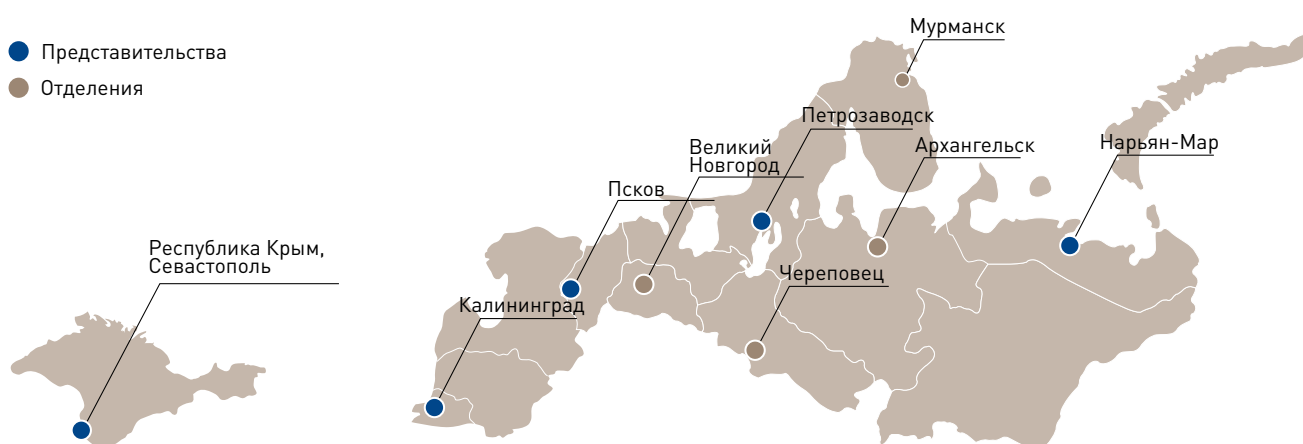 Представительства
Отделения
Мурманск
Петрозаводск
Великий
Новгород
Архангельск
Нарьян-Мар
Псков
Республика Крым,
Севастополь
Череповец
Калининград